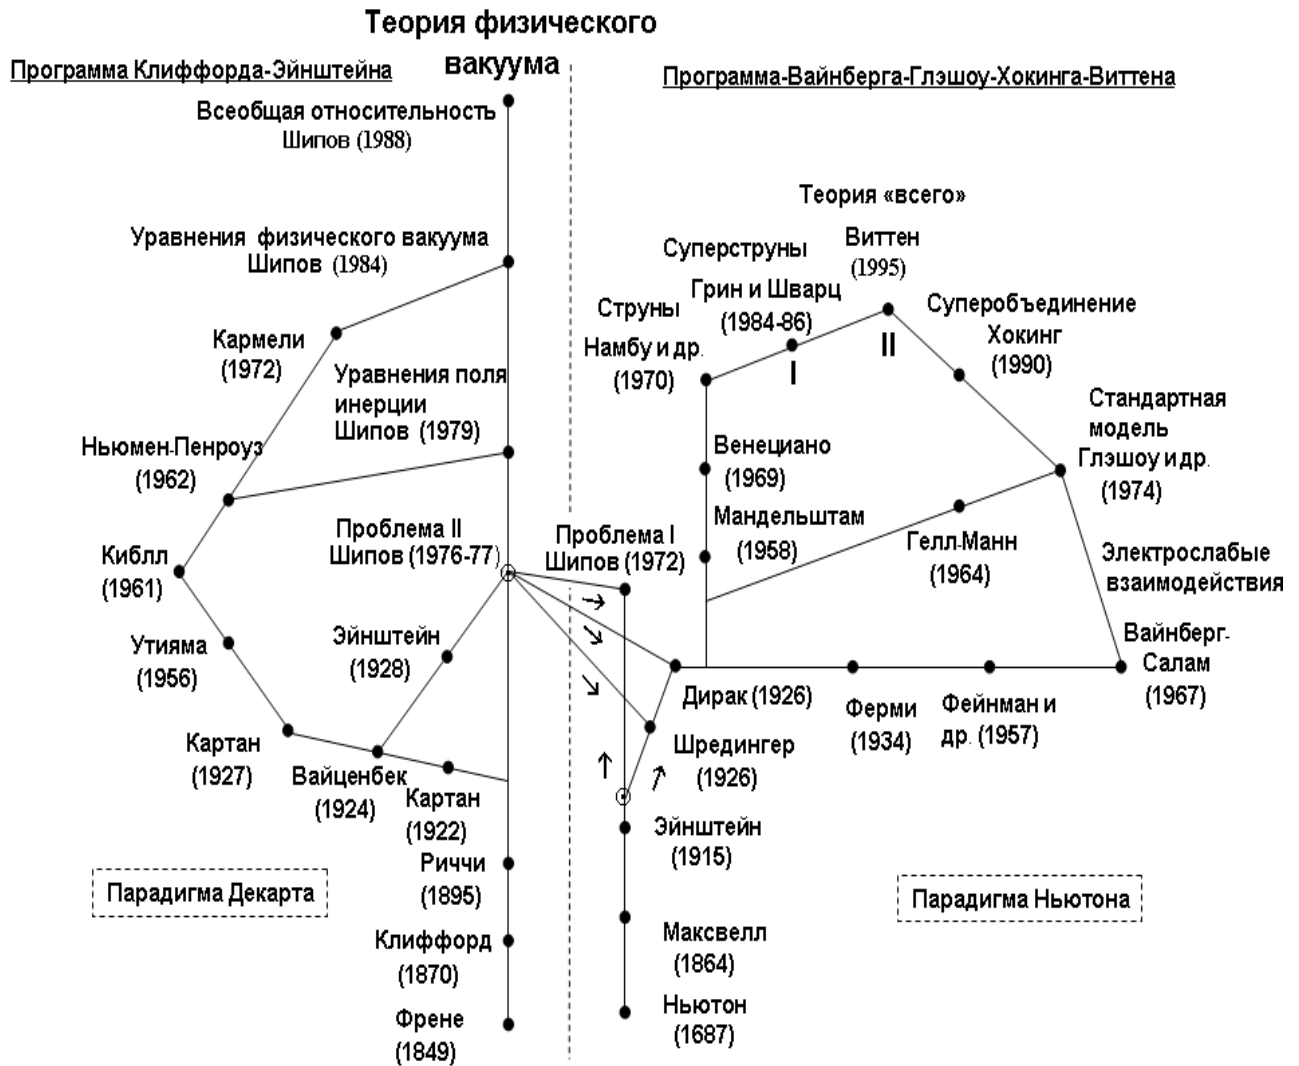 Теория физического
вакуума
Программа Клиффорда-Эйнштейна
Всеобщая относительность
Шипов (1988)
Уравнения физического вакуума
Шипов (1984)
Кармели
(1972)
Уравнения поля
инерции
Шипов (1979)
Ньюмен-Пенроуз
(1962)
Проблема II
Шипов (1976-77)
Киблл
(1961)
Утияма
(1956)
Эйнштейн
(1928)
Картан
(1927)
Вайценбек
(1924)
Картан
(1922)
Риччи
(1895)
Парадигма Декарта
Клиффорд
(1870)
Френе
(1849)
Программа-Вайнберга-Глэшоу-Хокинга-Виттена
Теория «всего»
Виттен
(1995)
Суперструны
Грин и Шварц
(1984-86)
Струны
Намбу и др.
(1970)
I
II
Суперобъединение
Хокинг
(1990)
Стандартная
модель
Глэшоу и др.
(1974)
Венециано
(1969)
Мандельштам
(1958)
Гелл-Манн
(1964)
Проблема I
Шипов (1972)
Электрослабые
взаимодействия
Вайнберг-
Салам
(1967)
Дирак (1926)
Ферми
(1934)
Фейнман и
др. (1957)
Шредингер
(1926)
Эйнштейн
(1915)
Парадигма Ньютона
Максвелл
(1864)
Ньютон
(1687)